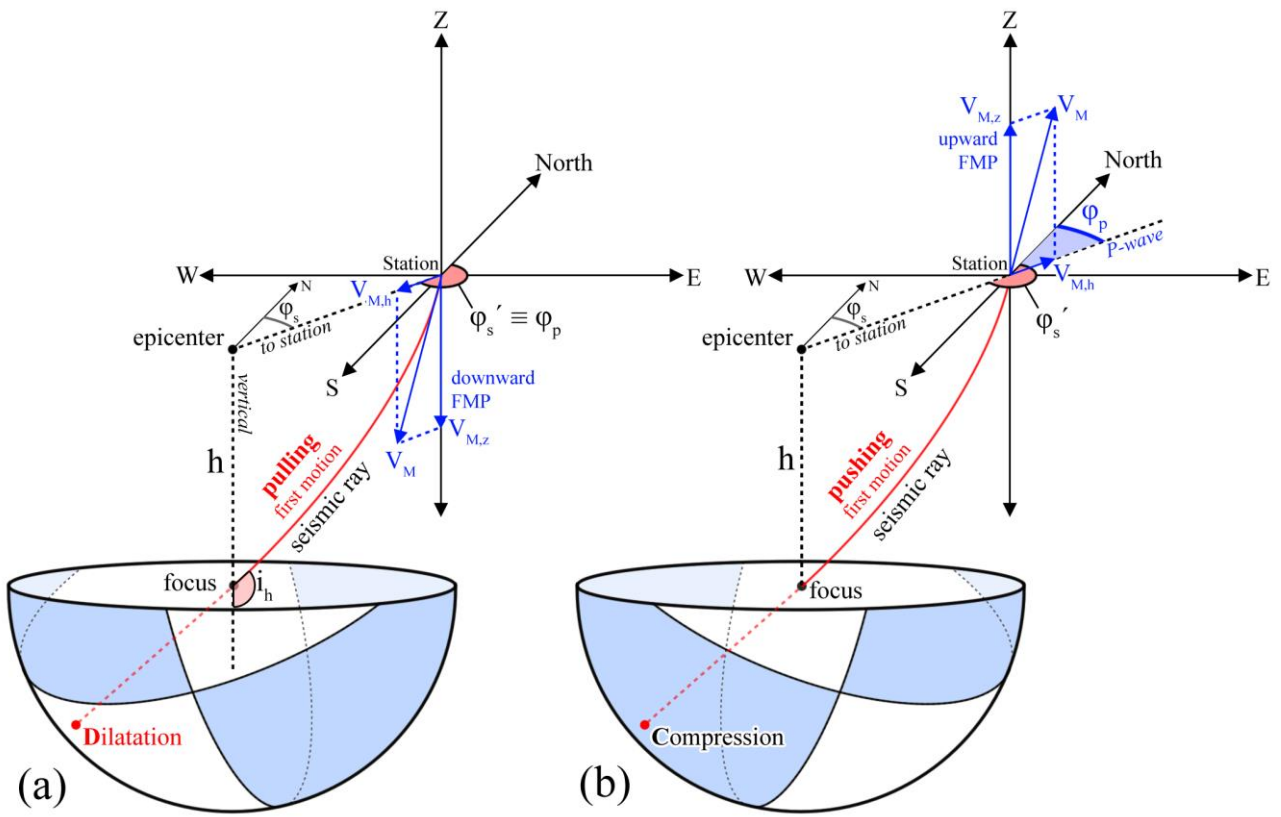 Z
North
Station
W
E
V.M,h
N
φs
φs′ ≡ φp
epicenter
to station
S
downward
FMP
VM,z
VM
vertical
h
pulling
first motion
seismic ray
focus
ih
Dilatation
(a)
Z
VM,z
VM
upward
FMP
North
φp
P-wave
Station
W
E
VM,h
N
φs
φs′
epicenter
to station
S
h
pushing
first motion
seismic ray
focus
Compression
(b)